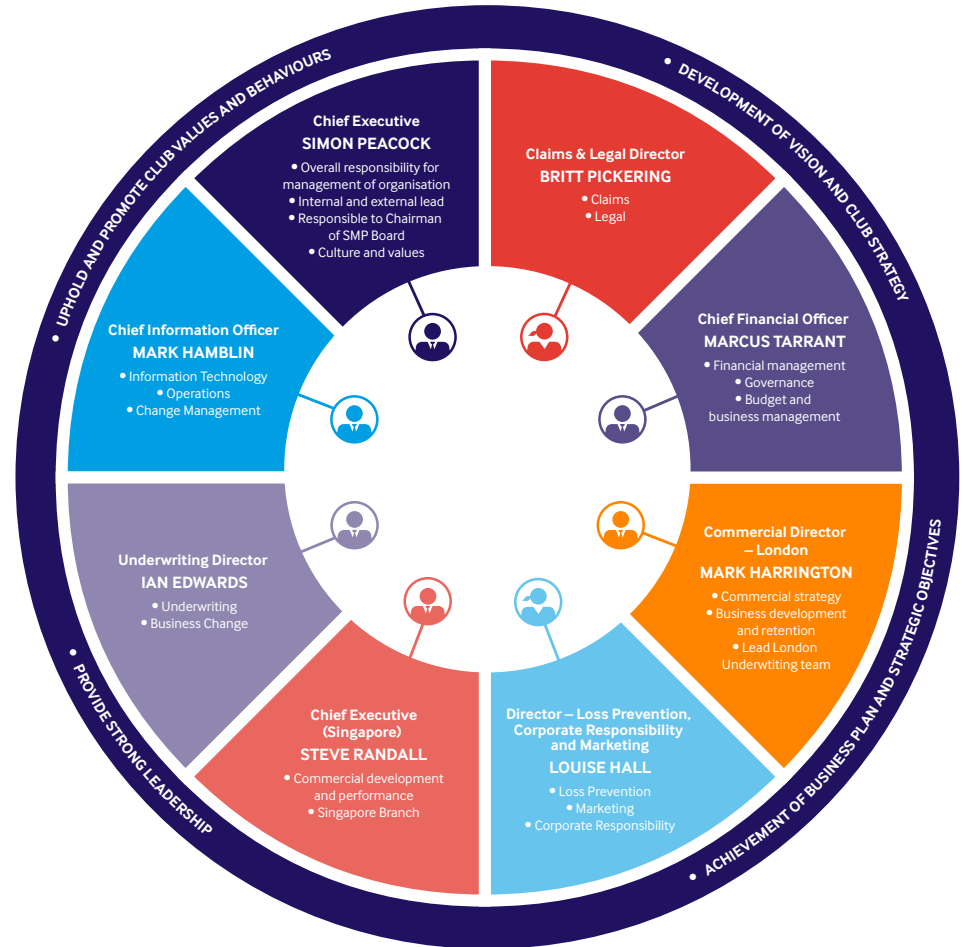 • UPHOLD AND PROMOTE CLUB VALUES AND BEHAVIOURS
• DEVELOPMENT OF VISION AND CLUB STRATEGY
• ACHIEVEMENT OF BUSINESS PLAN AND STRATEGIC OBJECTIVES
• PROVIDE STRONG LEADERSHIP
Chief Executive
SIMON PEACOCK
• Overall responsibility for
management of organisation
• Internal and external lead
• Responsible to Chairman
of SMP Board
• Culture and values
Claims & Legal Director
BRITT PICKERING
• Claims
• Legal
Chief Financial Officer
MARCUS TARRANT
• Financial management
• Governance
• Budget and
business management
Commercial Director
– London
MARK HARRINGTON
• Commercial strategy
• Business development
and retention
• Lead London
Underwtiting team
Director – Loss Prevention,
Corporate Responsibility
and Marketing
LOUISE HALL
• Loss Prevention
• Marketing
• Corporate Responsibility
Chief Executive
(Singapore)
STEVE RANDALL
• Commercial development
and performance
• Singapore Branch
Underwriting Director
IAN EDWARDS
• Underwriting
• Business Change
Chief Information Officer
MARK HAMBLIN
• Information Technology
• Operations
• Change Management